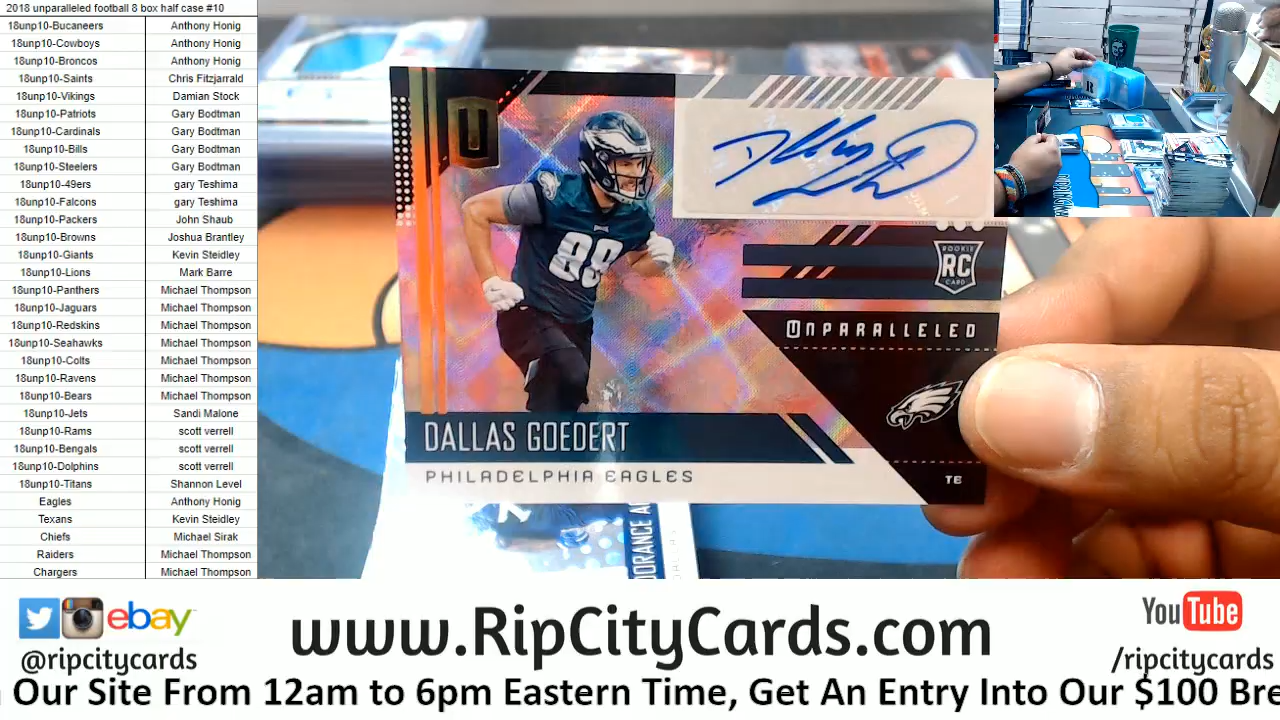 2018 unparalleled football 8 box half case #10
18unp10-Bucaneers Anthony Honig
18unp10-Cowboys Anthony Honig
18unp10-Broncos Anthony Honig
18unp10-Saints Chris Fitzjarrald
18unp10-Vikings Damian Stock
18unp10-Patriots Gary Bodtman
18unp10-Cardinals Gary Bodtman
18unp10-Bills Gary Bodtman
18unp10-Steelers Gary Bodtman
18unp10-49ers gary Teshima
18unp10-Falcons gary Teshima
18unp10-Packers John Shaub
18unp10-Browns Joshua Brantley
18unp10-Giants Kevin Steidley
18unp10-Lions Mark Barre
18unp10-Panthers Michael Thompson
18unp10-Jaguars Michael Thompson
18unp10-Redskins Michael Thompson
18unp10-Seahawks Michael Thompson
18unp10-Colts Michael Thompson
18unp10-Ravens Michael Thompson
18unp10-Bears Michael Thompson
18unp10-Jets Sandi Malone
18unp10-Rams scott verrell
18unp10-Bengals scott verrell
18unp10-Dolphins scott verrell
18unp10-Titans Shannon Level
Eagles Anthony Honig
Texans Kevin Steidley
Chiefs Michael Sirak
Raiders Michael Thompson
Chargers Michael Thompson
U
88
ROOKIE
RC
CARD
UNPARALLELED
DALLAS GOEDERT
PHILADELPHIA EAGLES
TE
ebay
@ripcitycards
www.RipCityCards.com
YouTube
/ripcitycards
Our Site From 12am to 6pm Eastern Time, Get An Entry Into Our $100 Bre